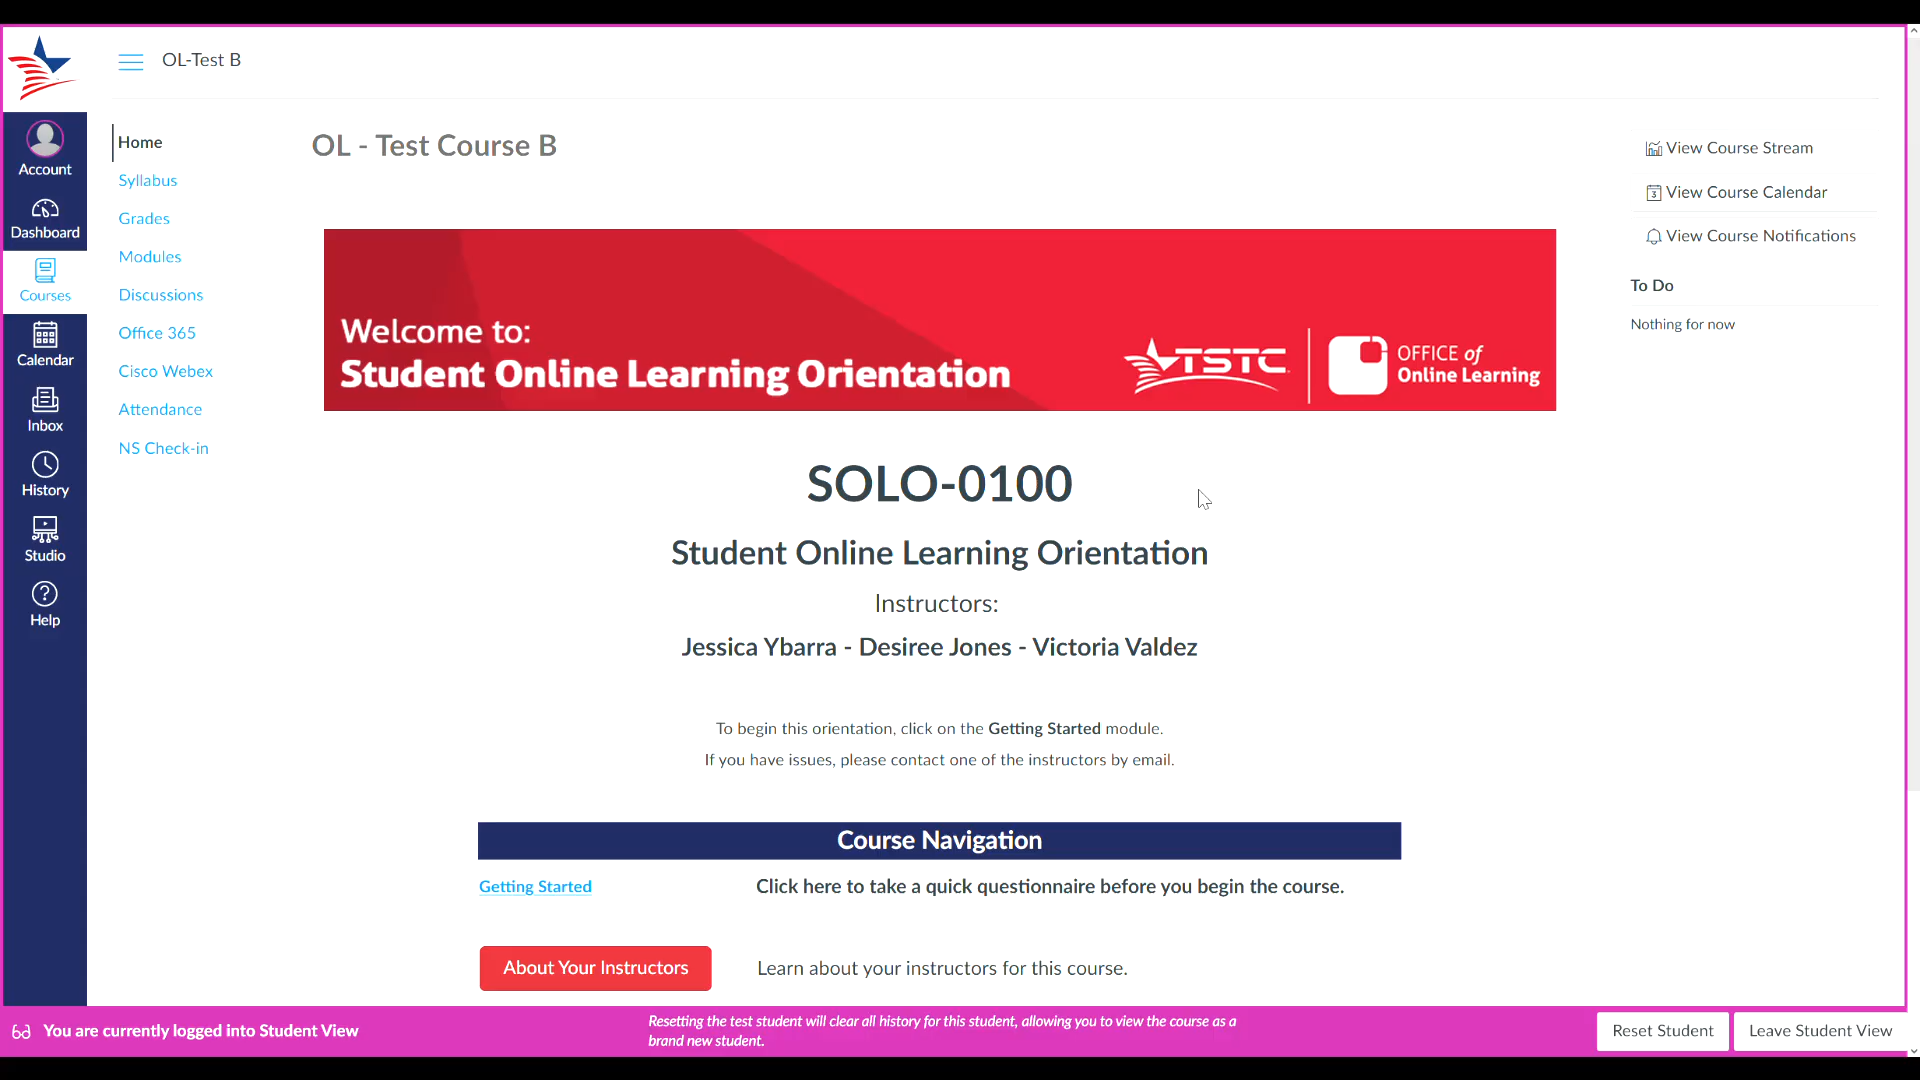 OL-Test B
Account
Dashboard
Courses
Calendar
Inbox
History
Studio
Help
Home
Syllabus
Grades
Modules
Discussions
Office 365
Cisco Webex
Attendance
NS Check-in
OL - Test Course B
Welcome to:
Student Online Learning Orientation
TSTC
OFFICE of
Online Learning
SOLO-0100
Student Online Learning Orientation
Instructors:
Jessica Ybarra - Desiree Jones - Victoria Valdez
To begin this orientation, click on the Getting Started module.
If you have issues, please contact one of the instructors by email.
Course Navigation
Getting Started Click here to take a quick questionnaire before you begin the course.
About Your Instructors Learn about your instructors for this course.
View Course Stream
3 View Course Calendar
View Course Notifications
To Do
Nothing for now
You are currently logged into Student View
Resetting the test student will clear all history for this student, allowing you to view the course as a
brand new student.
Reset Student
Leave Student View